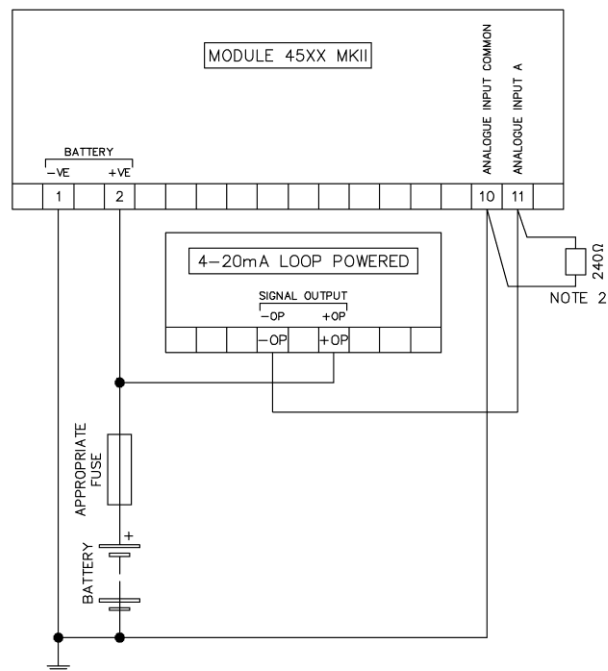 MODULE 45XX MKII
ANALOGUE INPUT COMMON
ANALOGUE INPUT A
BATTERY
-VE +VE
1 2 10 11
4-20mA LOOP POWERED
SIGNAL OUTPUT
-OP +OP
-OP +OP
240Ω
NOTE 2
APPROPRIATE
FUSE
+
BATTERY